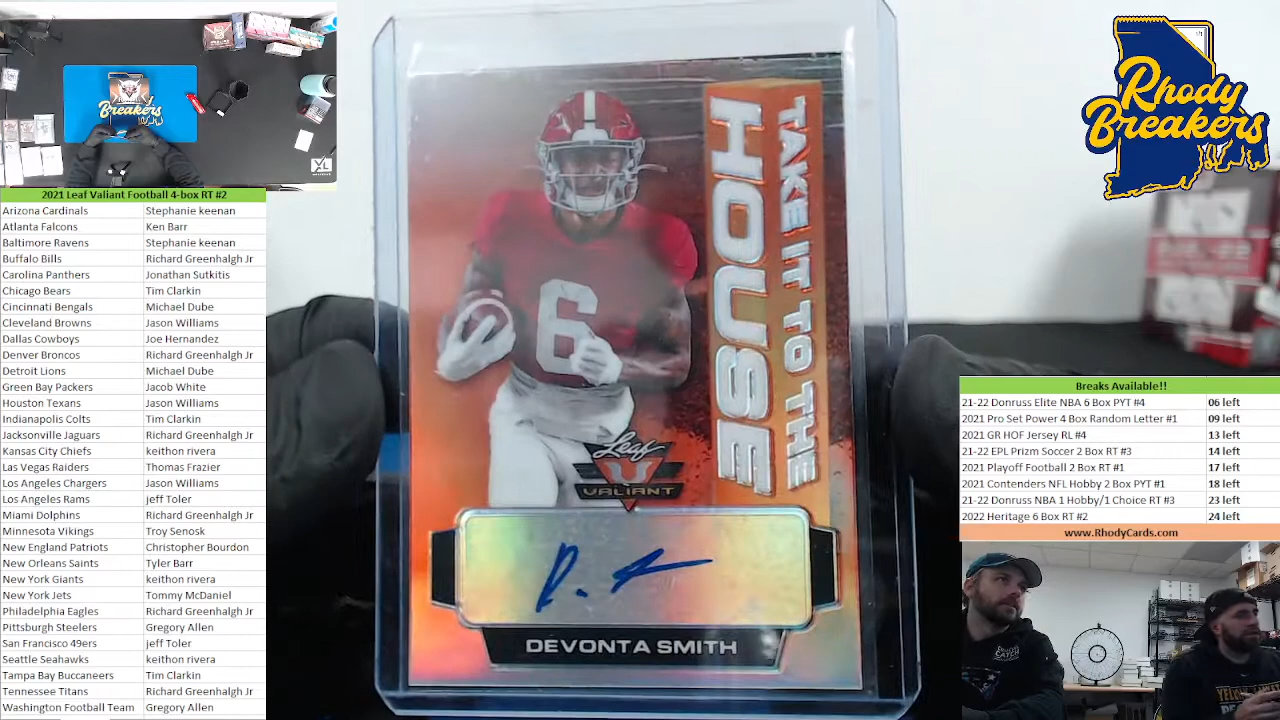 Rhody
Breakers
Breakers
2021 Leaf Valiant Football 4-box RT #2
Arizona Cardinals Stephanie keenan
Atlanta Falcons Ken Barr
Baltimore Ravens Stephanie keenan
Buffalo Bills Richard Greenhalgh Jr
Carolina Panthers Jonathan Sutkitis
Chicago Bears Tim Clarkin
Cincinnati Bengals Michael Dube
Cleveland Browns Jason Williams
Dallas Cowboys Joe Hernandez
Denver Broncos Richard Greenhalgh Jr
Detroit Lions Michael Dube
Green Bay Packers Jacob White
Houston Texans Jason Williams
Indianapolis Colts Tim Clarkin
Jacksonville Jaguars Richard Greenhalgh Jr
Kansas City Chiefs keithon rivera
Las Vegas Raiders Thomas Frazier
Los Angeles Chargers Jason Williams
Los Angeles Rams jeff Toler
Miami Dolphins Richard Greenhalgh Jr
Minnesota Vikings Troy Senosk
New England Patriots Christopher Bourdon
New Orleans Saints Tyler Barr
New York Giants keithon rivera
New York Jets Tommy McDaniel
Philadelphia Eagles Richard Greenhalgh Jr
Pittsburgh Steelers Gregory Allen
San Francisco 49ers jeff Toler
Seattle Seahawks keithon rivera
Tampa Bay Buccaneers Tim Clarkin
Tennessee Titans Richard Greenhalgh Jr
Washington Football Team Gregory Allen
TAKE IT TO THE
HOUSE
6
Leaf
VALIANT
DEVONTA SMITH
Breaks Available!!
21-22 Donruss Elite NBA 6 Box PYT #4 06 left
2021 Pro Set Power 4 Box Random Letter #1 09 left
2021 GR HOF Jersey RL #4 13 left
21-22 EPL Prizm Soccer 2 Box RT #3 14 left
2021 Playoff Football 2 Box RT #1 17 left
2021 Contenders NFL Hobby 2 Box PYT #1 18 left
21-22 Donruss NBA 1 Hobby/1 Choice RT #3 23 left
2022 Heritage 6 Box RT #2 24 left
www.RhodyCards.com